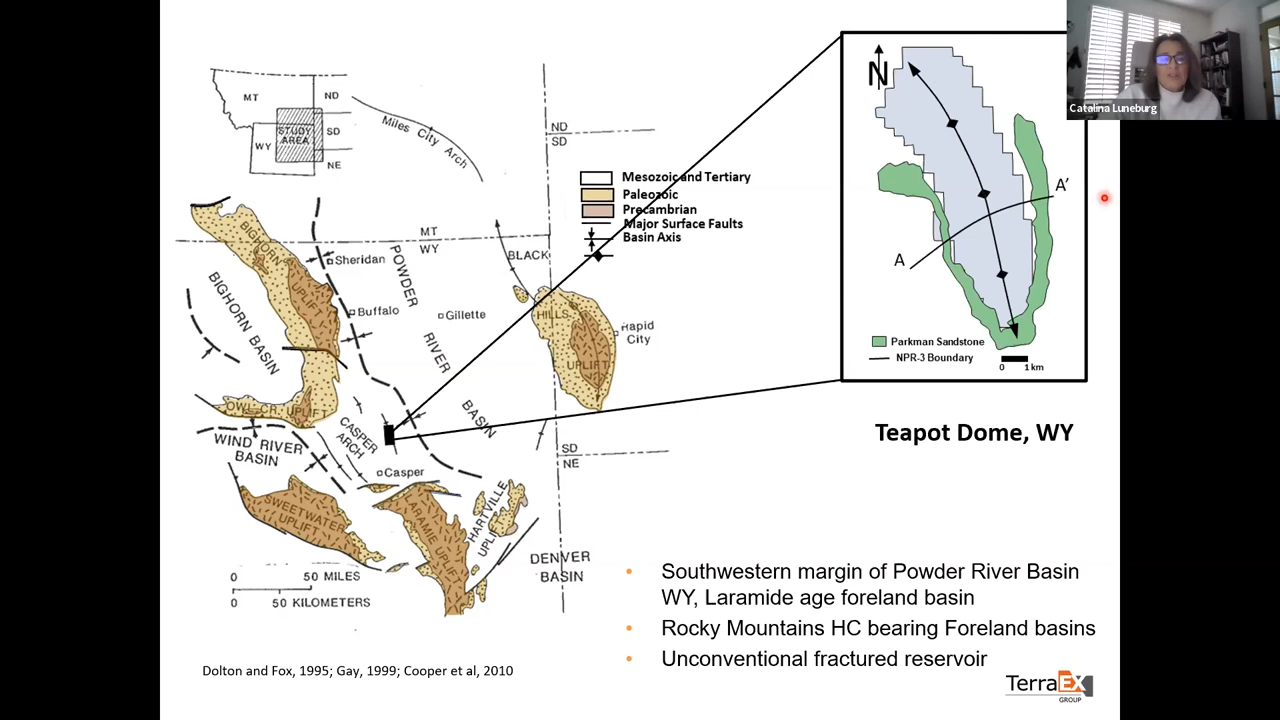 MT
ND
STUDY
AREA
SD
WY
NE
Miles City Arch
ND
SD
Mesozoic and Tertiary
Paleozoic
Precambrian
Major Surface Faults
Basin Axis
MT
WY
BIGHORN
UPLIFT
Sheridan
POWDER
RIVER
BASIN
BLACK
HILLS
UPLIFT
BIGHORN BASIN
Buffalo
Gillette
Rapid
City
OWL CR. UPLIFT
WIND RIVER
BASIN
CASPER
ARCH
Casper
SD
NE
SWEETWATER
UPLIFT
LARAMIE UPLIFT
HARTVILLE
UPLIFT
DENVER
BASIN
0 50 MILES
0 50 KILOMETERS
N
A
A'
Parkman Sandstone
NPR-3 Boundary
0 1 km
Catalina Luneburg
Teapot Dome, WY
• Southwestern margin of Powder River Basin
WY, Laramide age foreland basin
• Rocky Mountains HC bearing Foreland basins
• Unconventional fractured reservoir
Dolton and Fox, 1995; Gay, 1999; Cooper et al, 2010
TerraEX
GROUP